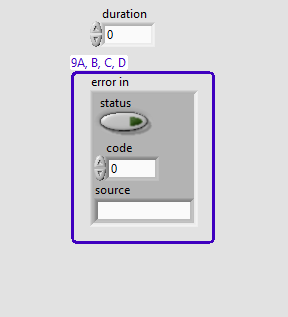 duration
0
9A, B, C, D
error in
status
code
0
source